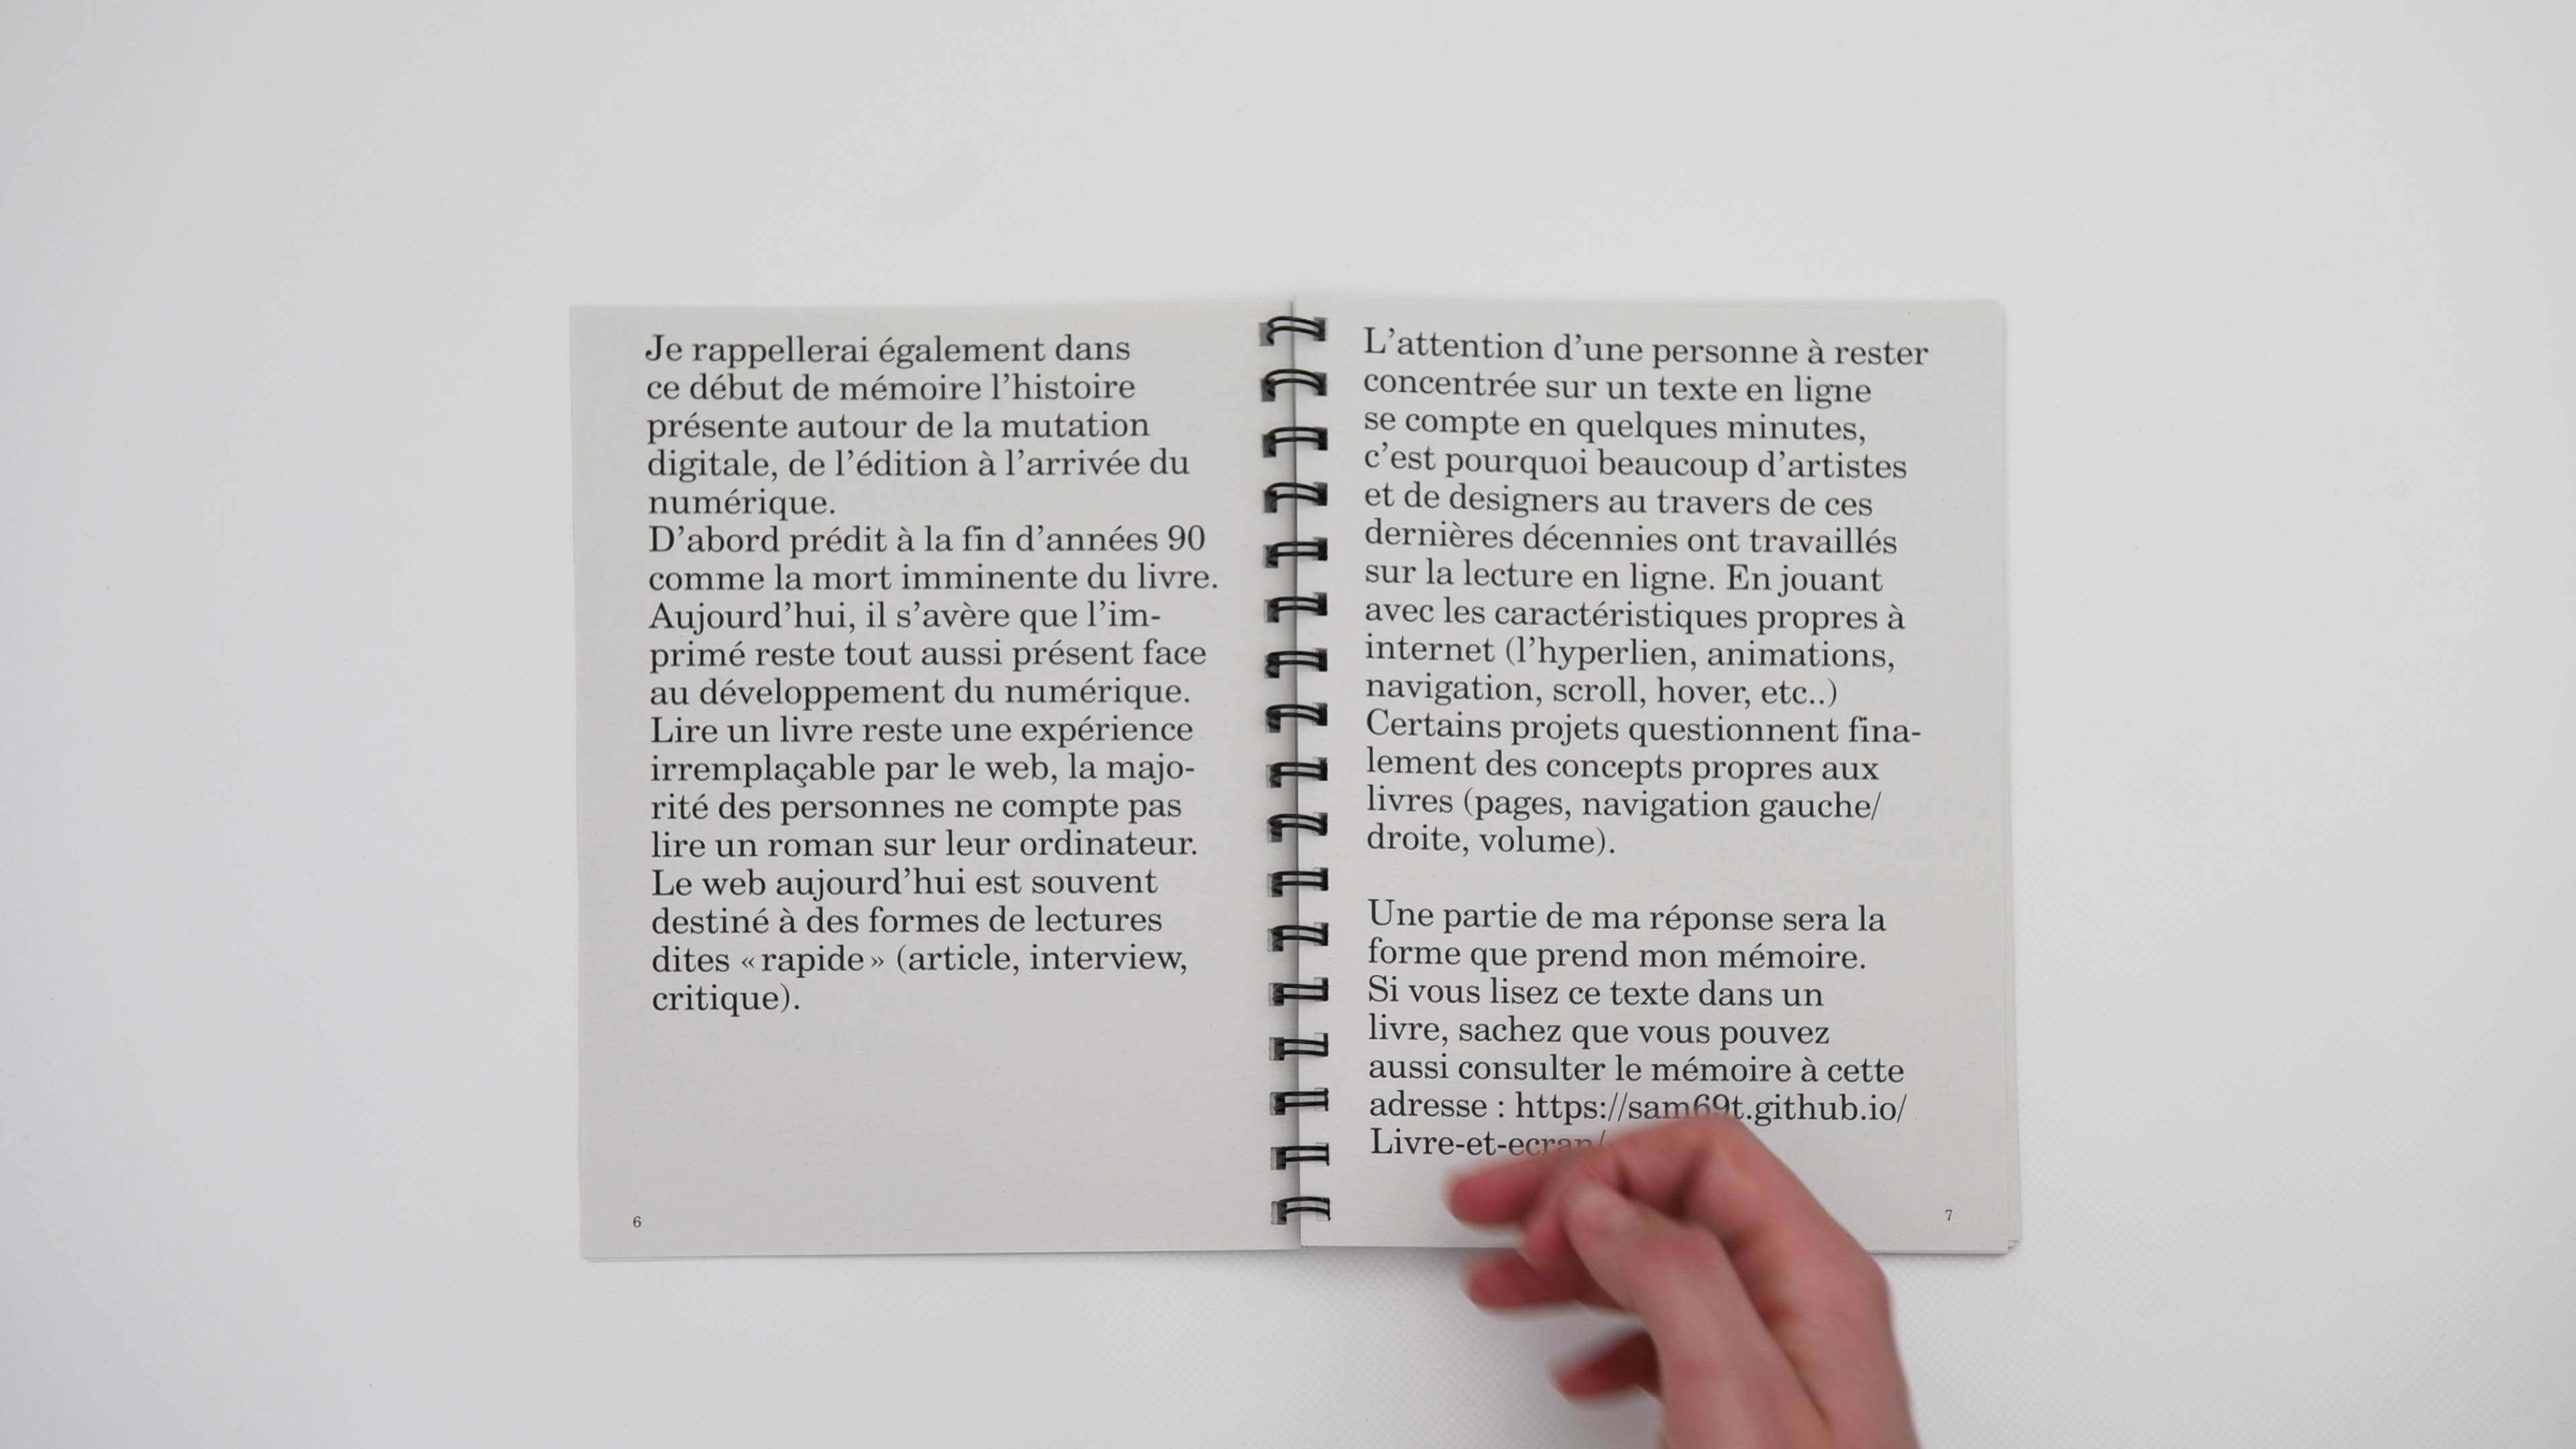 Je rappellerai également dans
ce début de mémoire l’histoire
présente autour de la mutation
digitale, de l’édition à l’arrivée du
numérique.
D’abord prédit à la fin d’années 90
comme la mort imminente du livre.
Aujourd’hui, il s’avère que l’im-
primé reste tout aussi présent face
au développement du numérique.
Lire un livre reste une expérience
irremplaçable par le web, la majo-
rité des personnes ne compte pas
lire un roman sur leur ordinateur.
Le web aujourd’hui est souvent
destiné à des formes de lectures
dites «rapide» (article, interview,
critique).
6
L’attention d’une personne à rester
concentrée sur un texte en ligne
se compte en quelques minutes,
c’est pourquoi beaucoup d’artistes
et de designers au travers de ces
dernières décennies ont travaillés
sur la lecture en ligne. En jouant
avec les caractéristiques propres à
internet (l’hyperlien, animations,
navigation, scroll, hover, etc..)
Certains projets questionnent fina-
lement des concepts propres aux
livres (pages, navigation gauche/
droite, volume).
Une partie de ma réponse sera la
forme que prend mon mémoire.
Si vous lisez ce texte dans un
livre, sachez que vous pouvez
aussi consulter le mémoire à cette
adresse : https://sam69t.github.io/
Livre-et-ecran/
7